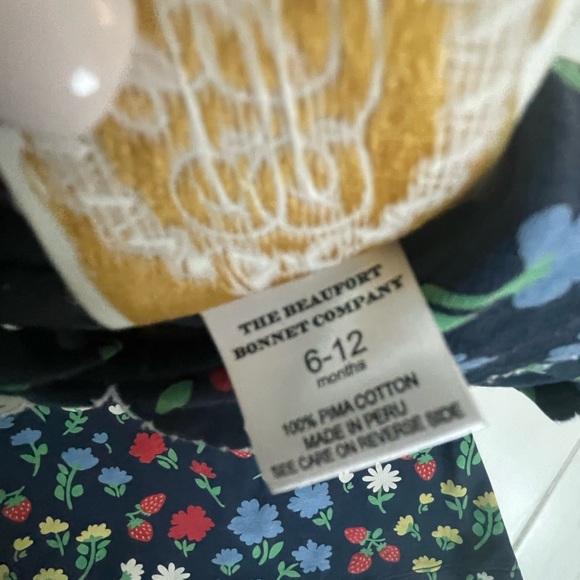 THE BEAUFORT
BONNET COMPANY
6-12
months
100% PIMA COTTON
MADE IN PERU
SEE CARE ON REVERSE SIDE